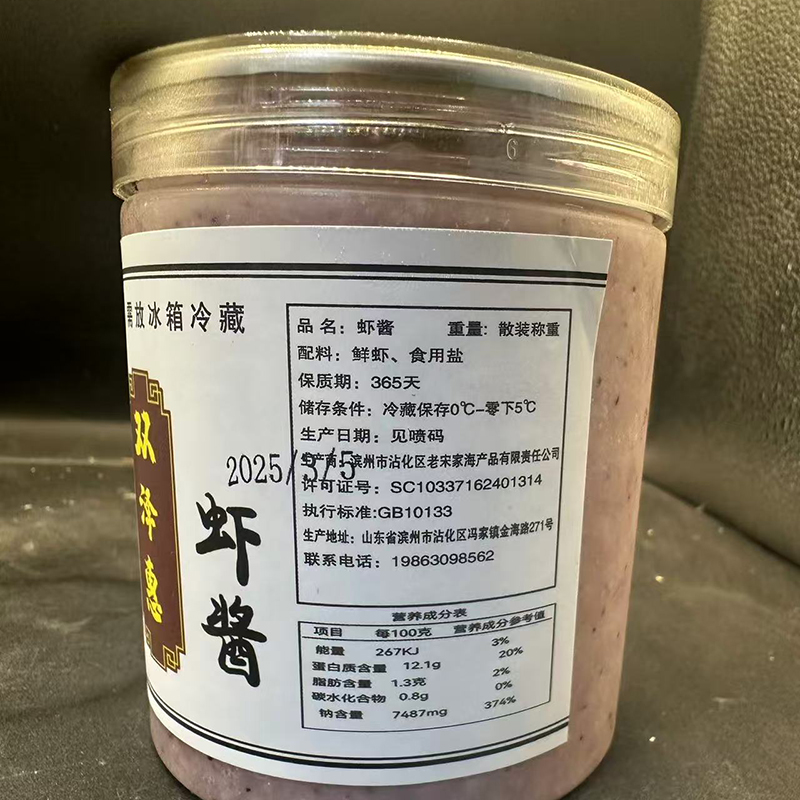 6
需放冰箱冷藏
双泽惠
2025/3/5
虾酱
品名：虾酱 重量：散装称重
配料：鲜虾、食用盐
保质期：365天
储存条件：冷藏保存0℃-零下5℃
生产日期：见喷码
生产商：滨州市沾化区老宋家海产品有限责任公司
许可证号：SC10337162401314
执行标准:GB10133
生产地址：山东省滨州市沾化区冯家镇金海路271号
联系电话：19863098562
营养成分表
项目 每100克 营养成分参考值
能量 267KJ 3%
蛋白质含量 12.1g 20%
脂肪含量 1.3克 2%
碳水化合物 0.8g 0%
钠含量 7487mg 374%